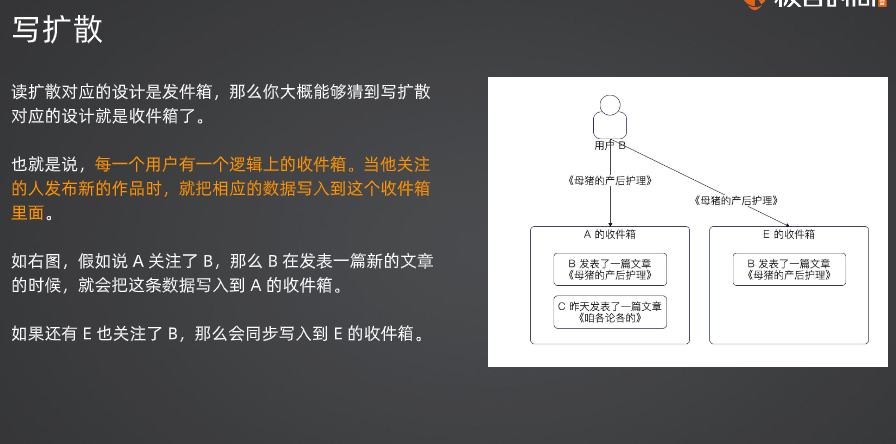 写扩散
读扩散对应的设计是发件箱，那么你大概能够猜到写扩散
对应的设计就是收件箱了。
也就是说，每一个用户有一个逻辑上的收件箱。当他关注
的人发布新的作品时，就把相应的数据写入到这个收件箱
里面。
如右图，假如说 A 关注了 B，那么 B 在发表一篇新的文章
的时候，就会把这条数据写入到 A 的收件箱。
如果还有 E 也关注了 B，那么会同步写入到 E 的收件箱。
用户 B
《母猪的产后护理》
《母猪的产后护理》
A 的收件箱
B 发表了一篇文章
《母猪的产后护理》
C 昨天发表了一篇文章
《咱各论各的》
E 的收件箱
B 发表了一篇文章
《母猪的产后护理》